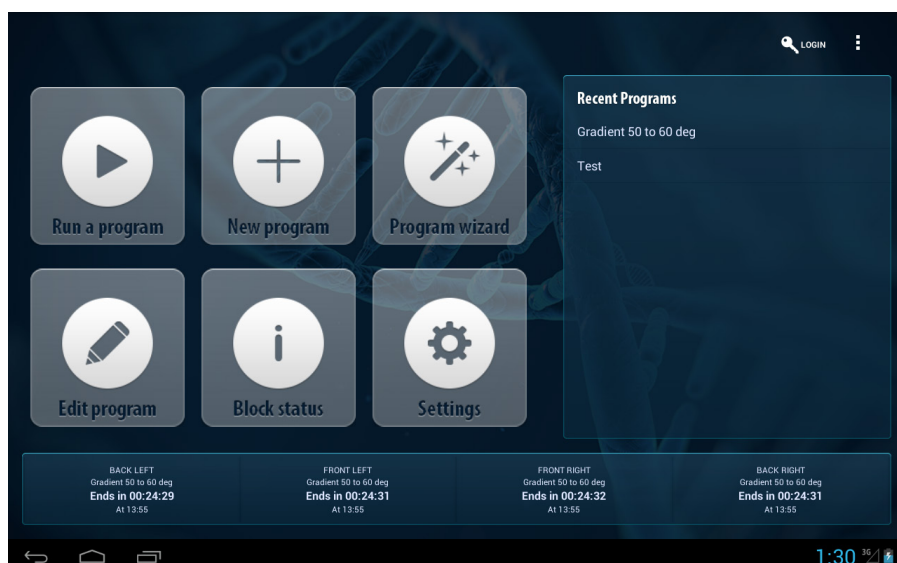 LOGIN
Recent Programs
Gradient 50 to 60 deg
Test
Run a program
New program
Program wizard
Edit program
Block status
Settings
BACK LEFT
Gradient 50 to 60 deg
Ends in 00:24:29
At 13:55
FRONT LEFT
Gradient 50 to 60 deg
Ends in 00:24:31
At 13:55
FRONT RIGHT
Gradient 50 to 60 deg
Ends in 00:24:32
At 13:55
BACK RIGHT
Gradient 50 to 60 deg
Ends in 00:24:31
At 13:55
1:30 3G